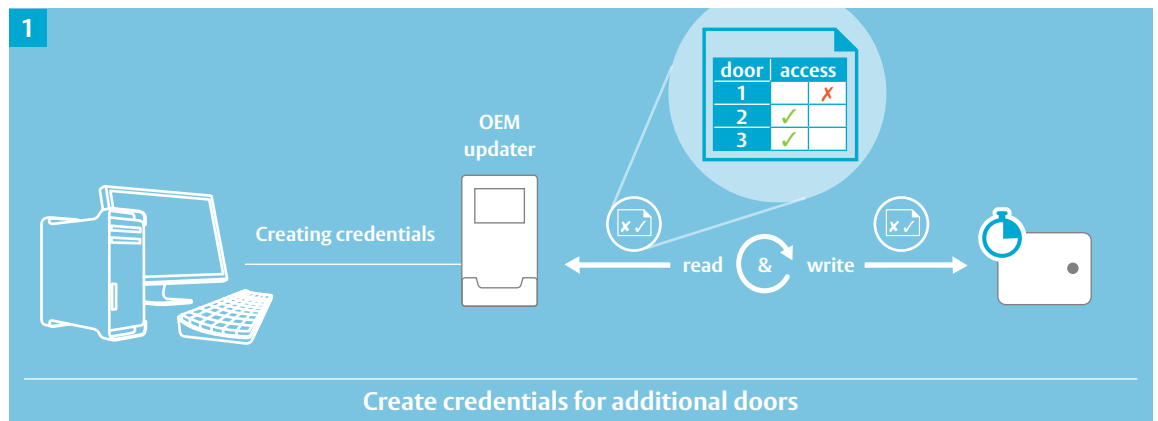 1
door access
1 ✗
2 ✓
3 ✓
OEM
updater
Creating credentials
✗ ✓
✗ ✓
read & write
Create credentials for additional doors